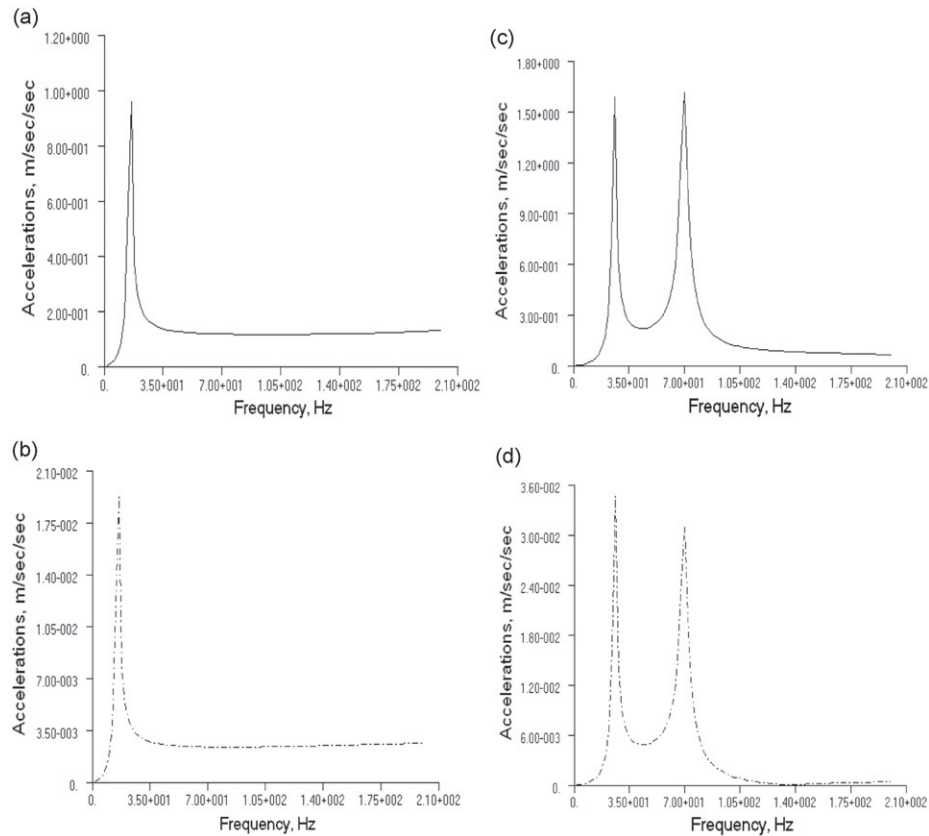 (a)
1.20+000
1.00+000
8.00-001
6.00-001
4.00-001
2.00-001
0.
Accelerations, m/sec/sec
0. 3.50+001 7.00+001 1.05+002 1.40+002 1.75+002 2.10+002
Frequency, Hz
(c)
1.80+000
1.50+000
1.20+000
9.00-001
6.00-001
3.00-001
0.
Accelerations, m/sec/sec
0. 3.50+001 7.00+001 1.05+002 1.40+002 1.75+002 2.10+002
Frequency, Hz
(b)
2.10-002
1.75-002
1.40-002
1.05-002
7.00-003
3.50-003
0.
Accelerations, m/sec/sec
0. 3.50+001 7.00+001 1.05+002 1.40+002 1.75+002 2.10+002
Frequency, Hz
(d)
3.60-002
3.00-002
2.40-002
1.80-002
1.20-002
6.00-003
0.
Accelerations, m/sec/sec
0. 3.50+001 7.00+001 1.05+002 1.40+002 1.75+002 2.10+002
Frequency, Hz